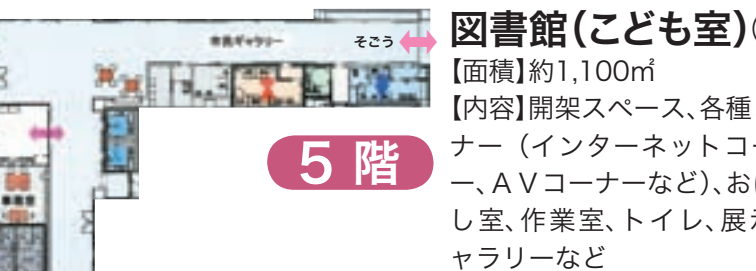 市民ギャラリー
そごう
5階
図書館(こども室)
【面積】約1,100㎡
【内容】開架スペース、各種
ナー（インターネットコー
ー、AVコーナーなど)、おは
し室、作業室、トイレ、展示
ャラリーなど